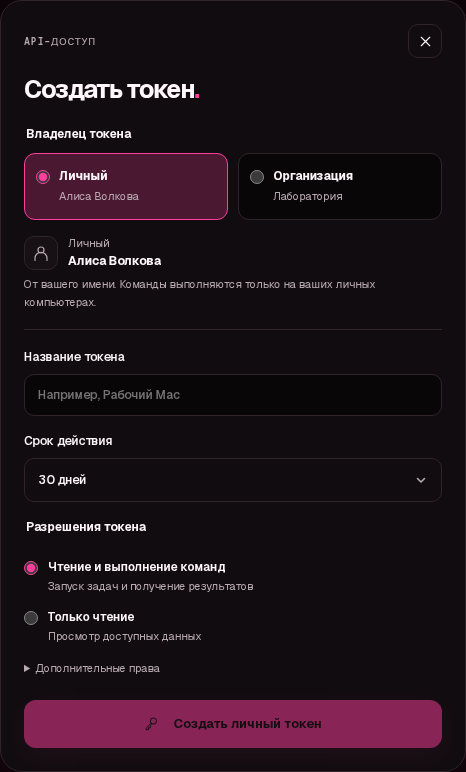 API-ДОСТУП
Создать токен.
Владелец токена
Личный
Алиса Волкова
Организация
Лаборатория
Личный
Алиса Волкова
От вашего имени. Команды выполняются только на ваших личных
компьютерах.
Название токена
Например, Рабочий Mac
Срок действия
30 дней
Разрешения токена
Чтение и выполнение команд
Запуск задач и получение результатов
Только чтение
Просмотр доступных данных
Дополнительные права
Создать личный токен